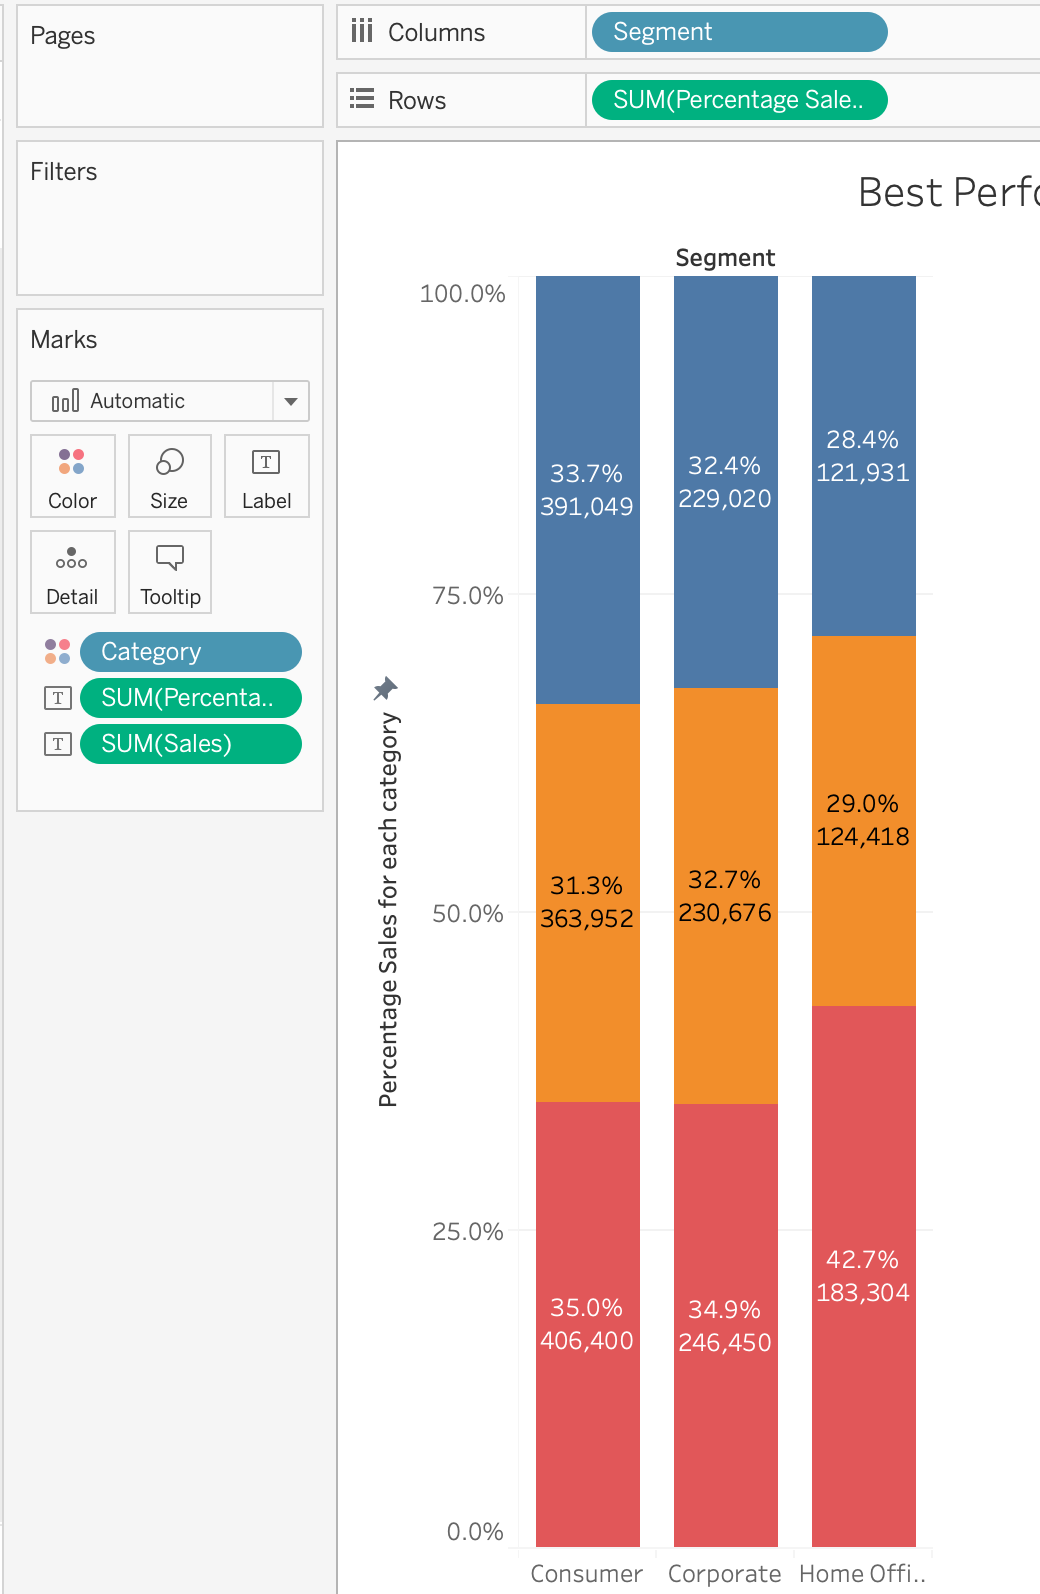 Pages
Columns
Segment
Rows
SUM(Percentage Sale..
Filters
Marks
Automatic
Color
Size
T
Label
Detail
Tooltip
Category
T
SUM(Percenta..
T
SUM(Sales)
Best Perfo
Segment
Percentage Sales for each category
100.0%
75.0%
50.0%
25.0%
0.0%
33.7%
391,049
32.4%
229,020
28.4%
121,931
31.3%
363,952
32.7%
230,676
29.0%
124,418
35.0%
406,400
34.9%
246,450
42.7%
183,304
Consumer
Corporate
Home Offi..